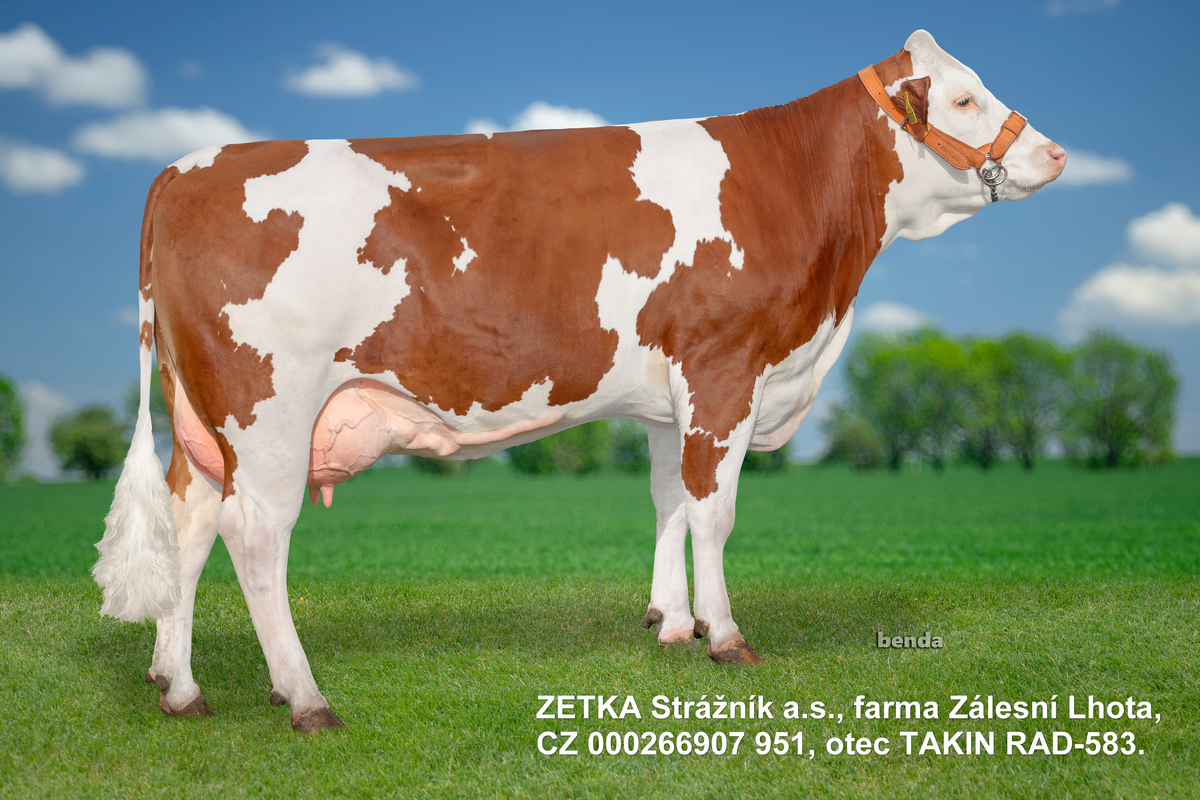 benda
ZETKA Strážník a.s., farma Zálesní Lhota,
CZ 000266907 951, otec TAKIN RAD-583.